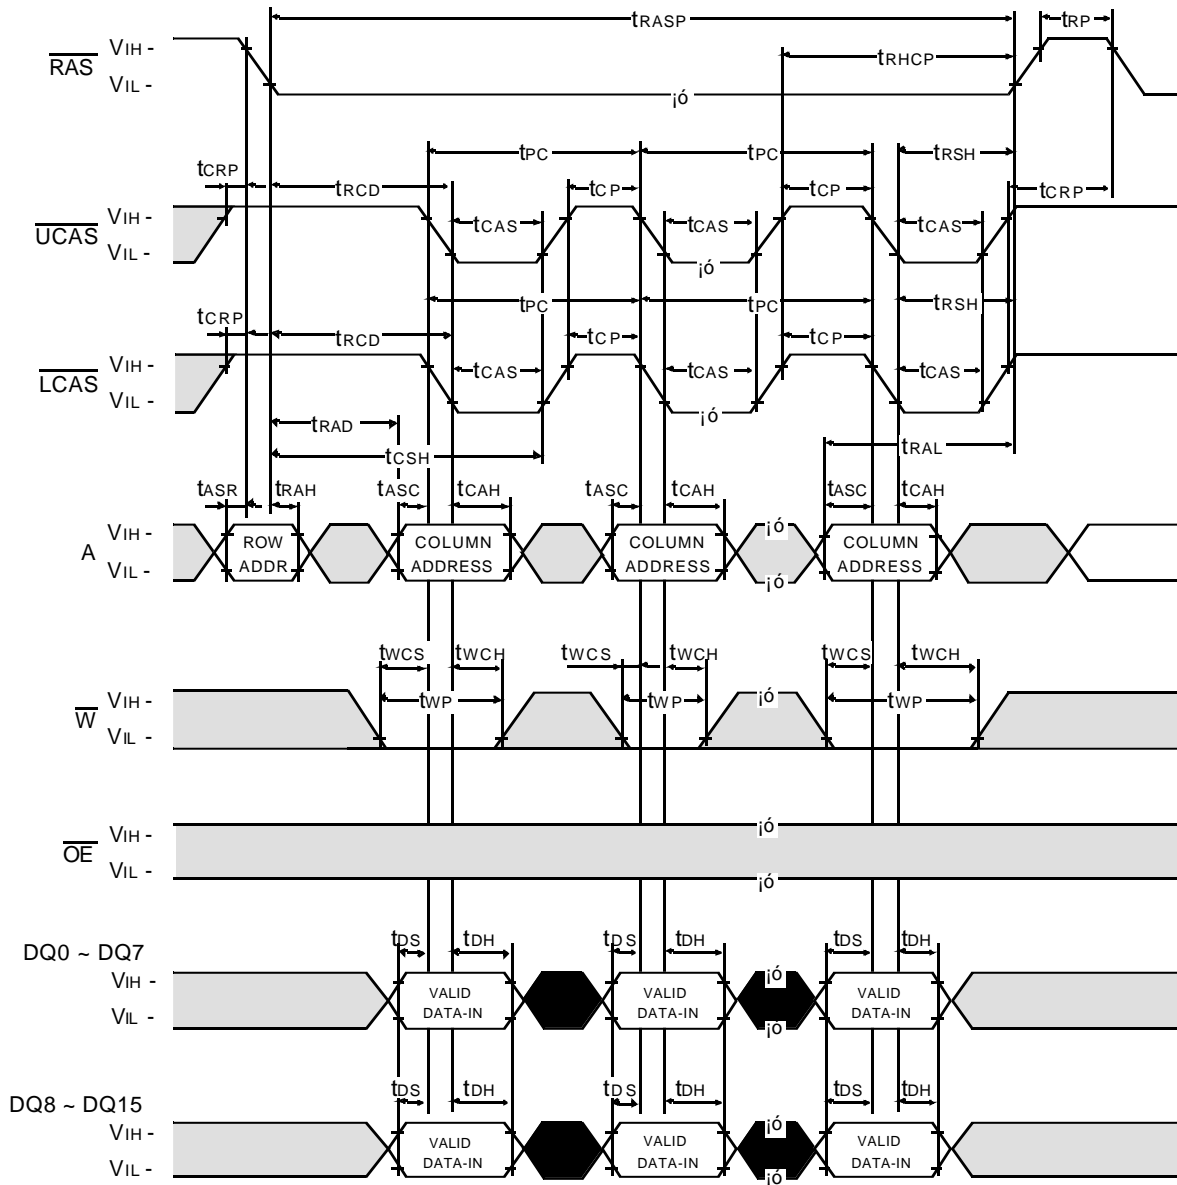 tRASP tRP
RAS VIH - tRHCP
VIL - ¡ó
tPC tPC tRSH
tCRP tRCD tCP tCP tCRP
UCAS VIH - tCAS tCAS tCAS
VIL - ¡ó
tPC tPC tRSH
tCRP tRCD tCP tCP
LCAS VIH - tCAS tCAS tCAS
VIL - ¡ó
tRAD tRAL
tCSH
tASR tRAH tASC tCAH tASC tCAH tASC tCAH
A VIH - ROW COLUMN COLUMN ¡ó COLUMN
VIL - ADDR ADDRESS ADDRESS ¡ó ADDRESS
tWCS tWCH tWCS tWCH tWCS tWCH
W VIH - tWP tWP ¡ó tWP
VIL -
OE VIH - ¡ó
VIL - ¡ó
DQ0 ~ DQ7 tDS tDH tDS tDH tDS tDH
VIH - VALID VALID ¡ó VALID
VIL - DATA-IN DATA-IN ¡ó DATA-IN
DQ8 ~ DQ15 tDS tDH tDS tDH tDS tDH
VIH - VALID VALID ¡ó VALID
VIL - DATA-IN DATA-IN ¡ó DATA-IN